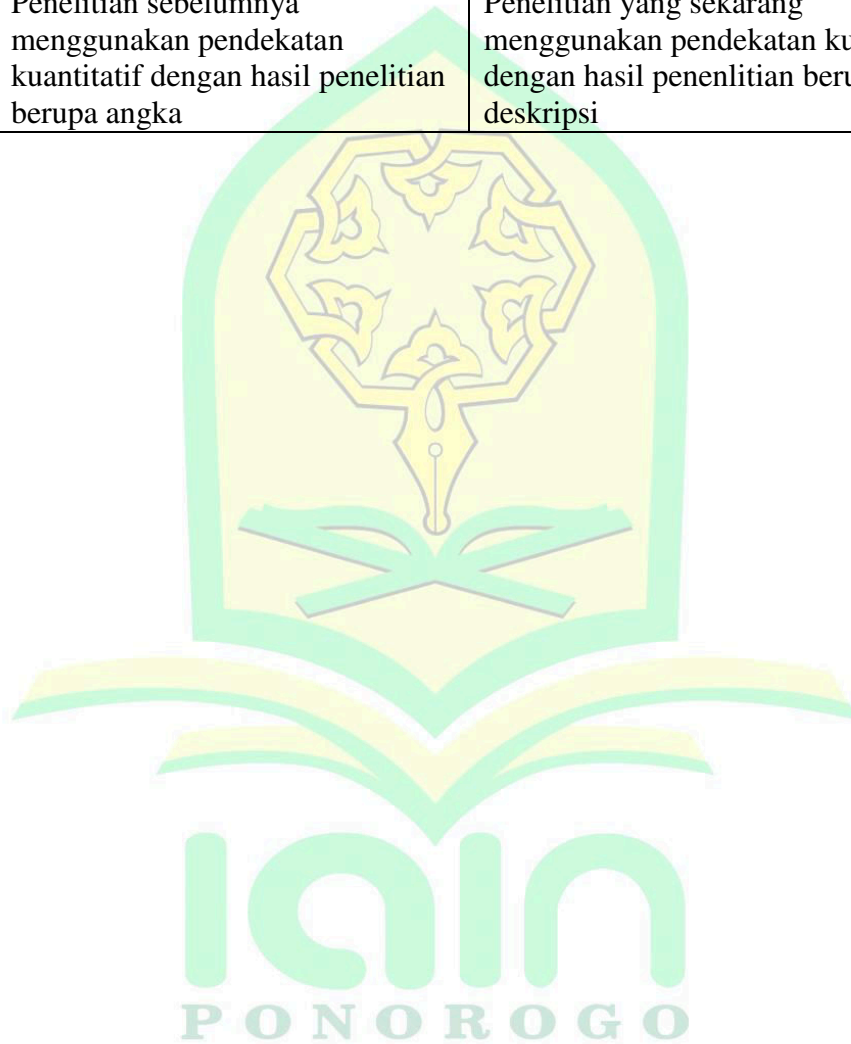 Penelitian sebelumnya
menggunakan pendekatan
kuantitatif dengan hasil penelitian
berupa angka
Penelitian yang sekarang
menggunakan pendekatan
dengan hasil penenlitian
deskripsi
iain
PONOROGO